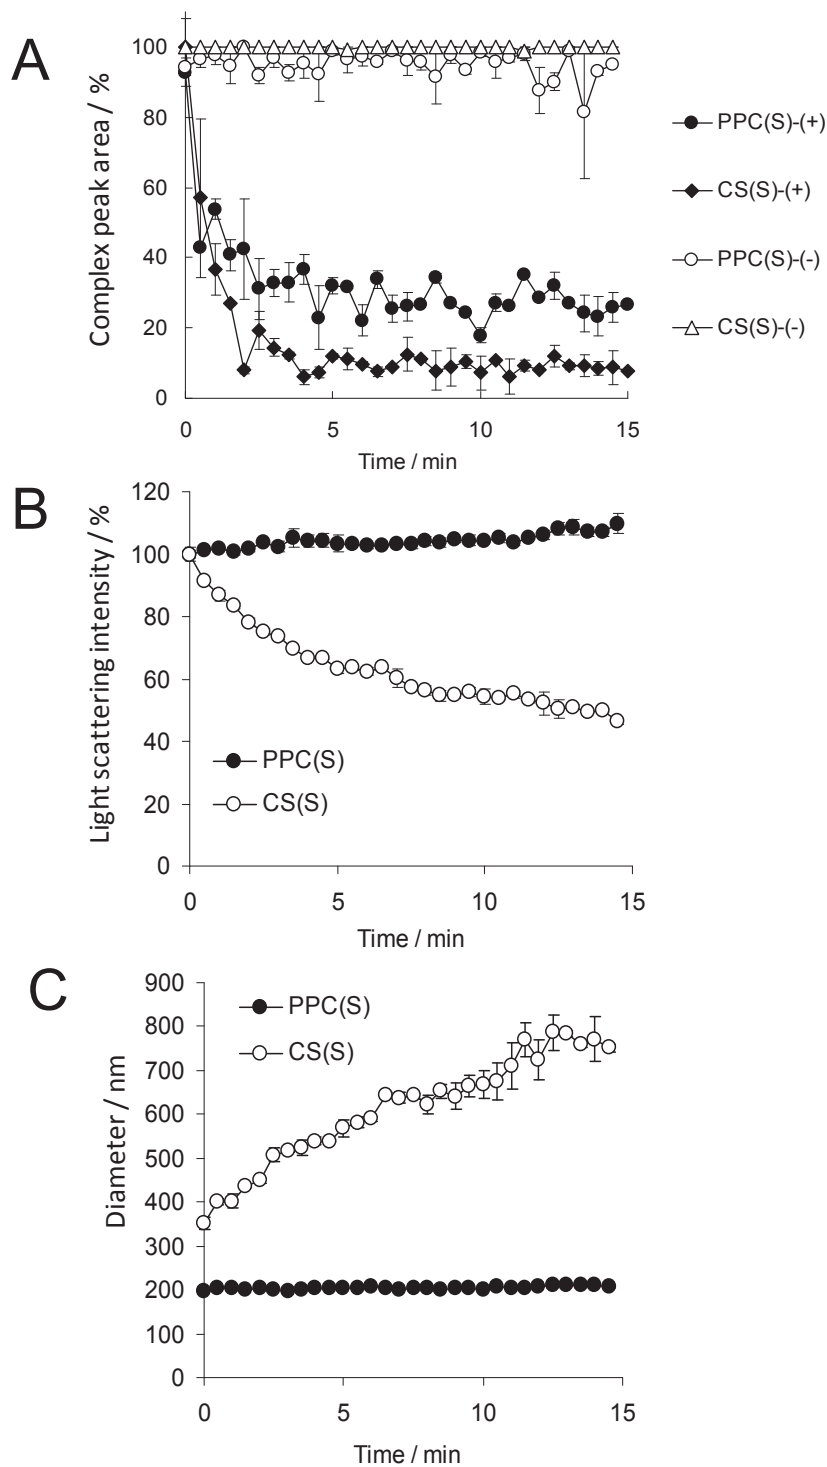 A
Complex peak area / %
100
80
60
40
20
0
0 5 10 15
Time / min
PPC(S)-(+)
CS(S)-(+)
PPC(S)-(-)
CS(S)-(-)
B
Light scattering intensity / %
120
100
80
60
40
20
0
PPC(S)
CS(S)
0 5 10 15
Time / min
C
Diameter / nm
900
800
700
600
500
400
300
200
100
0
PPC(S)
CS(S)
0 5 10 15
Time / min